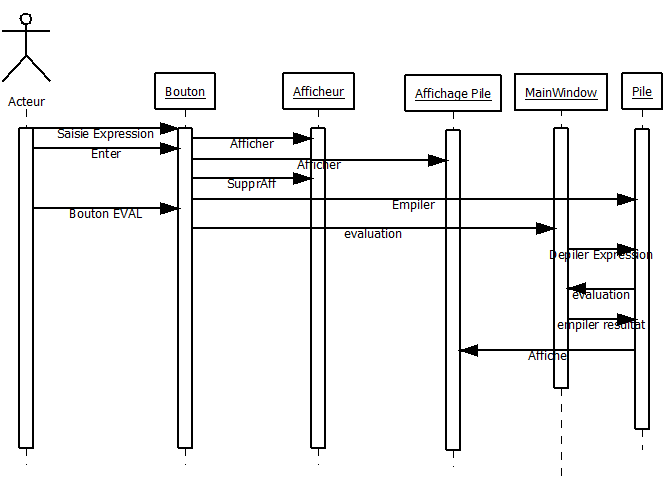 Acteur
Bouton
Afficheur
Affichage Pile
MainWindow
Pile
Saisie Expression
Afficher
Enter
Afficher
SupprAff
Empiler
Bouton EVAL
evaluation
Depiler Expression
evaluation
empiler resultat
Affiche